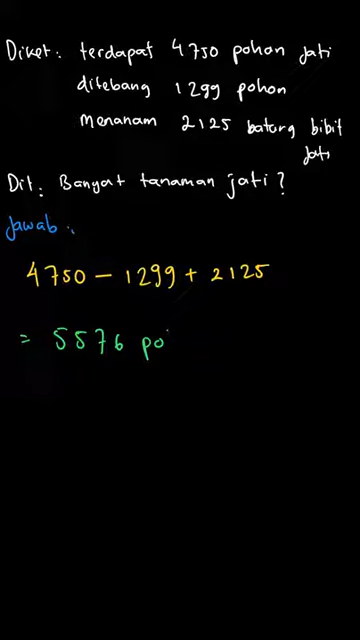 Diket : terdapat 4750 pohon jati
ditebang 1299 pohon
menanam 2125 batang bibit
jati
Dit : Banyak tanaman jati ?
Jawab :
4750 - 1299 + 2125
= 5576 po